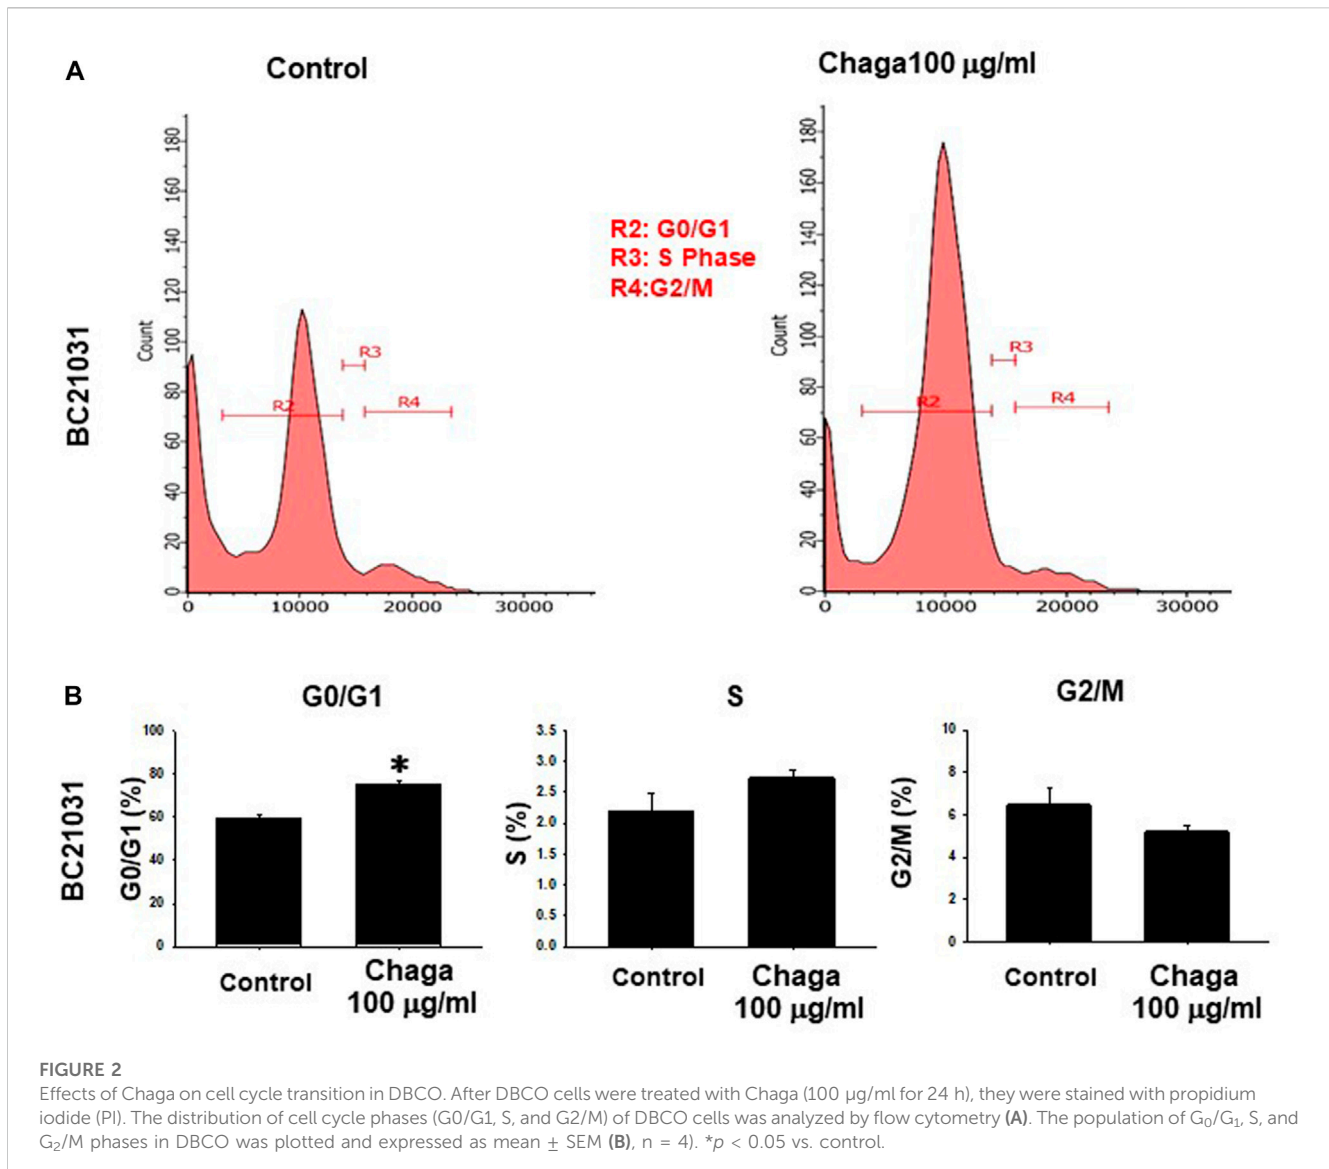 A
Control
Chaga100 µg/ml
BC21031
Count
180
160
140
120
100
80
60
40
20
0
R2
R3
R4
0 10000 20000 30000
R2: G0/G1
R3: S Phase
R4:G2/M
Count
180
160
140
120
100
80
60
40
20
0
R2
R3
R4
0 10000 20000 30000
B
BC21031
G0/G1
G0/G1 (%)
100
80
60
40
20
0
*
Control
Chaga
100 µg/ml
S
S (%)
3.5
3.0
2.5
2.0
1.5
1.0
0.5
0.0
Control
Chaga
100 µg/ml
G2/M
G2/M (%)
10
8
6
4
2
0
Control
Chaga
100 µg/ml
FIGURE 2
Effects of Chaga on cell cycle transition in DBCO. After DBCO cells were treated with Chaga (100 µg/ml for 24 h), they were stained with propidium
iodide (PI). The distribution of cell cycle phases (G0/G1, S, and G2/M) of DBCO cells was analyzed by flow cytometry (A). The population of G₀/G₁, S, and
G₂/M phases in DBCO was plotted and expressed as mean ± SEM (B), n = 4). *p < 0.05 vs. control.